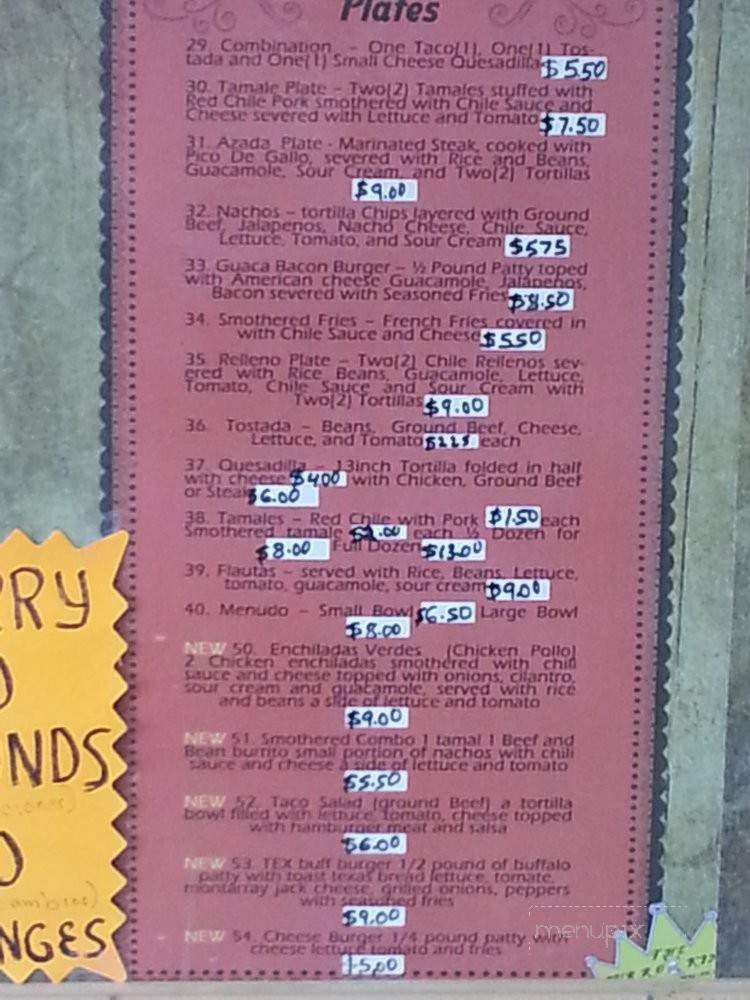 Plates
29. Combination - One Taco(1), One(1) Tos-
tada and One(1) Small Cheese Quesadilla $5.50
30. Tamale Plate - Two(2) Tamales stuffed with
Red Chile Pork smothered with Chile Sauce and
Cheese severed with Lettuce and Tomato $7.50
31. Azada Plate - Marinated Steak, cooked with
Pico De Gallo, severed with Rice and Beans,
Guacamole, Sour Cream, and Two(2) Tortillas
$9.00
32. Nachos - tortilla Chips layered with Ground
Beef, Jalapenos, Nacho Cheese, Chile Sauce,
Lettuce, Tomato, and Sour Cream $575
33. Guaca Bacon Burger - ½ Pound Patty toped
with American cheese Guacamole, Jalapenos,
Bacon severed with Seasoned Fries $8.50
34. Smothered Fries - French Fries covered in
with Chile Sauce and Cheese $550
35. Relleno Plate - Two(2) Chile Rellenos sev-
ered with Rice Beans, Guacamole, Lettuce,
Tomato, Chile Sauce and Sour Cream with
Two(2) Tortillas $9.00
36. Tostada - Beans, Ground Beef, Cheese,
Lettuce, and Tomato each
37. Quesadilla - 13inch Tortilla folded in half
with cheese $400 with Chicken, Ground Beef
or Steak $6.00
38. Tamales - Red Chile with Pork $1.50 each
Smothered tamale $2.00 each ½ Dozen for
$8.00 Full Dozen $13.00
39. Flautas - served with Rice, Beans, Lettuce,
tomato, guacamole, sour cream $9.00
40. Menudo - Small Bowl $6.50 Large Bowl
$8.00
NEW 50. Enchiladas Verdes (Chicken Pollo)
2 Chicken enchiladas smothered with chili
sauce and cheese topped with onions, cilantro,
sour cream and guacamole, served with rice
and beans a side of lettuce and tomato
$9.00
NEW 51. Smothered Combo 1 tamal 1 Beef and
Bean burrito small portion of nachos with chili
sauce and cheese a side of lettuce and tomato
$5.50
NEW 52. Taco Salad (ground Beef) a tortilla
bowl filled with lettuce, tomato, cheese topped
with hamburger meat and salsa
$6.00
NEW 53. TEX buff burger 1/2 pound of buffalo
patty with toast texas bread lettuce, tomate,
montarray jack cheese, grilled onions, peppers
with seasoned fries
$9.00
NEW 54. Cheese Burger 1/4 pound patty with
cheese lettuce tomato and fries
5.00
RY
O
NDS
O
NGES
THE
menupix